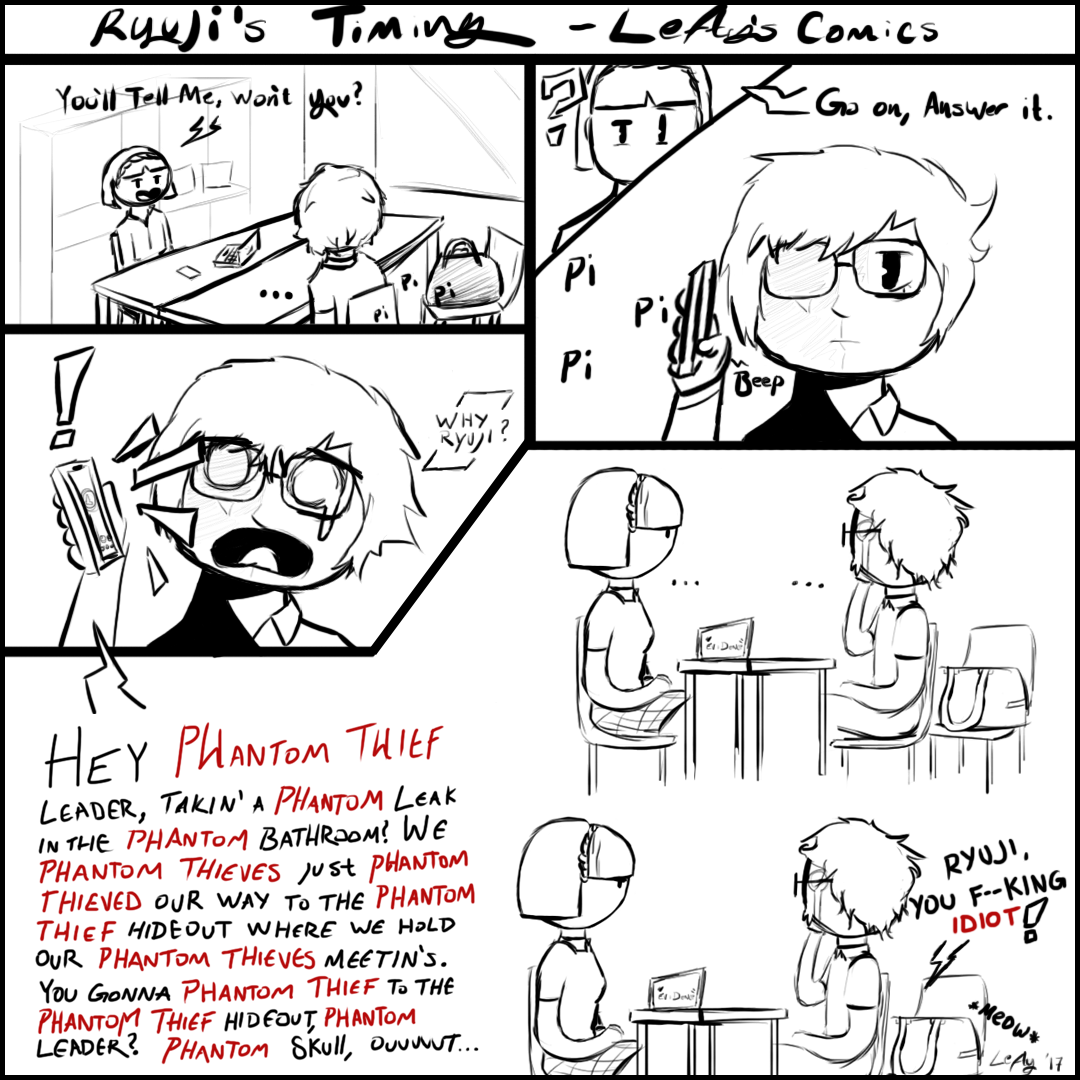 RyuJi's Timing - LeAy's Comics
You'll Tell Me, won't you?
...
Pi
Pi
Pi
?!
Go on, Answer it.
Pi
Pi
Pi
Beep
!
WHY
RYUJI?
HEY PHANTOM THIEF
LEADER, TAKIN' A PHANTOM LEAK
IN THE PHANTOM BATHROOM? WE
PHANTOM THIEVES JUST PHANTOM
THIEVED OUR WAY TO THE PHANTOM
THIEF HIDEOUT WHERE WE HOLD
OUR PHANTOM THIEVES MEETIN'S.
YOU GONNA PHANTOM THIEF TO THE
PHANTOM THIEF HIDEOUT, PHANTOM
LEADER? PHANTOM SKULL, OUUUUT...
... ...
RYUJI,
YOU F--KING
IDIOT!
*MEOW*
LeAy '17